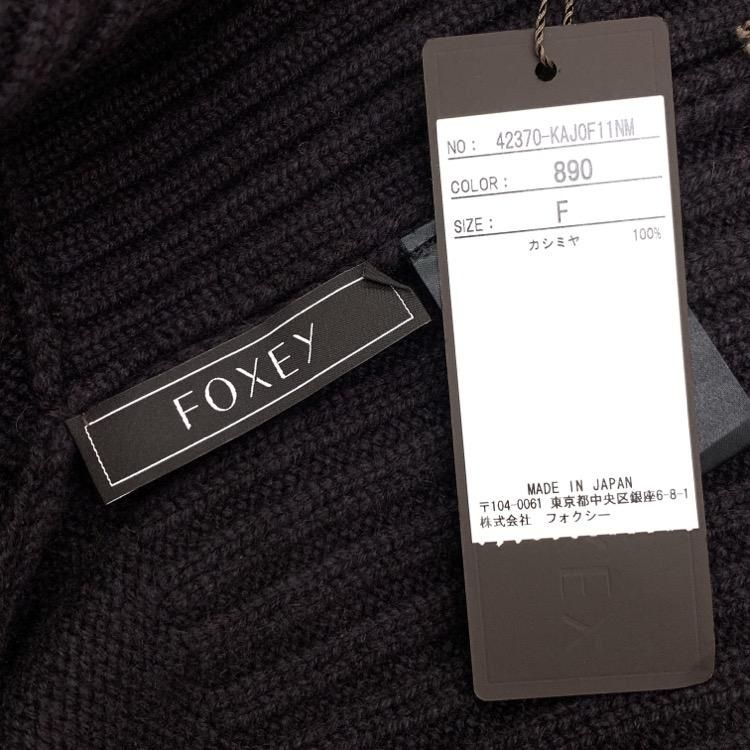 FOXEY
NO: 42370-KAJ0F11NM
COLOR: 890
SIZE: F
カシミヤ 100%
MADE IN JAPAN
〒104-0061 東京都中央区銀座6-8-1
株式会社 フォクシー